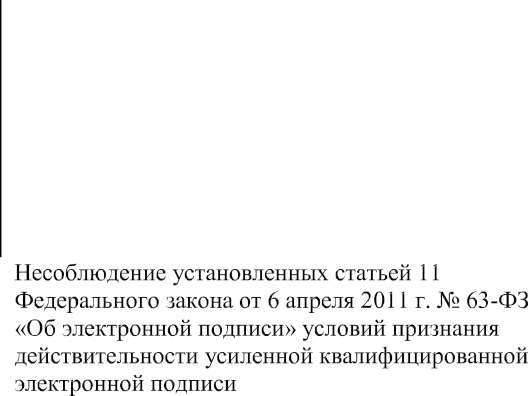 Несоблюдение установленных статьей 11
Федерального закона от 6 апреля 2011 г. № 63-ФЗ
«Об электронной подписи» условий признания
действительности усиленной квалифицированной
электронной подписи